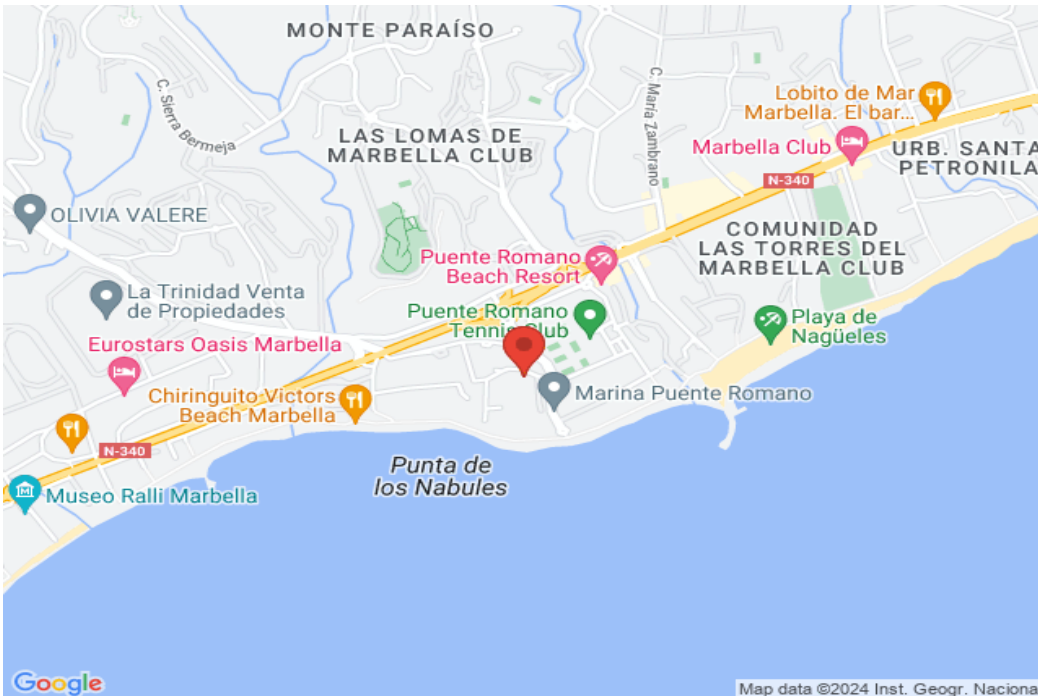 MONTE PARAÍSO
C. Sierra Bermeja
C. María Zambrano
Lobito de Mar
Marbella. El bar...
LAS LOMAS DE
MARBELLA CLUB
Marbella Club
URB. SANTA
PETRONILA
N-340
OLIVIA VALERE
COMUNIDAD
LAS TORRES DEL
MARBELLA CLUB
Puente Romano
Beach Resort
La Trinidad Venta
de Propiedades
Puente Romano
Tennis Club
Playa de
Nagüeles
Eurostars Oasis Marbella
Marina Puente Romano
Chiringuito Victors
Beach Marbella
N-340
Punta de
los Nabules
Museo Ralli Marbella
Google
Map data ©2024 Inst. Geogr. Naciona